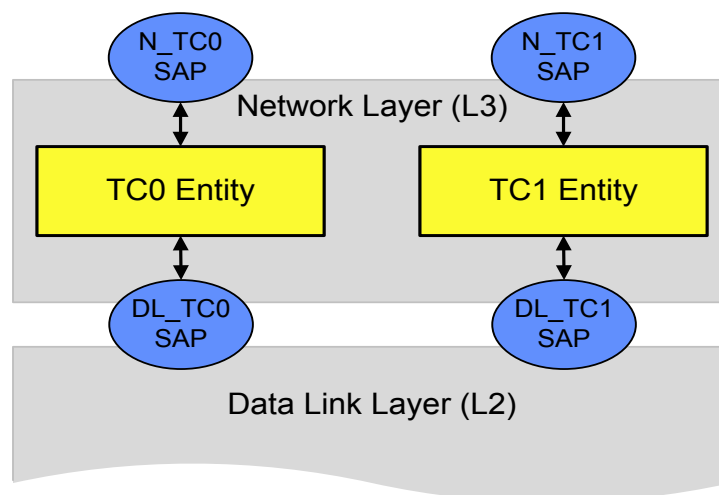 N_TC0
SAP
N_TC1
SAP
Network Layer (L3)
TC0 Entity
TC1 Entity
DL_TC0
SAP
DL_TC1
SAP
Data Link Layer (L2)